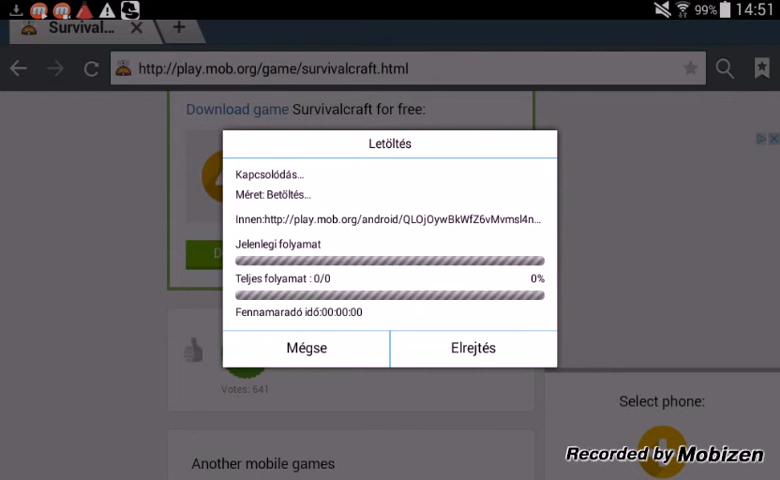 99% 14:51
Survivalcraft...
http://play.mob.org/game/survivalcraft.html
Download game Survivalcraft for free:
Letöltés
Kapcsolódás...
Méret: Betöltés...
Innen:http://play.mob.org/android/QLOjOywBkWfZ6vMvmsl4n...
Jelenlegi folyamat
Teljes folyamat : 0/0 0%
Fennamaradó idő:00:00:00
Mégse Elrejtés
Votes: 641
Select phone:
Another mobile games
Recorded by Mobizen